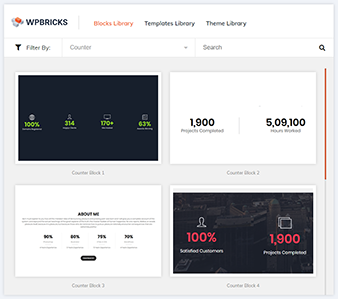 WPBRICKS
Blocks Library Templates Library Theme Library
Filter By: Counter Search
100% 314 170+ 63%
1,900 5,09,100
Projects Completed Hours Worked
Counter Block 1 Counter Block 2
ABOUT ME
90% 80% 75% 70%
100% 1,900
Satisfied Customers Projects Completed
Counter Block 3 Counter Block 4